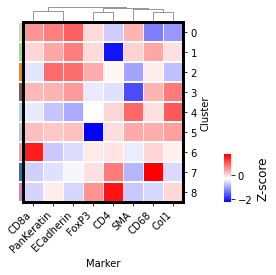 0
1
2
3
4
5
6
7
8
Cluster
CD8a
PanKeratin
ECadherin
FoxP3
CD4
SMA
CD68
Col1
Marker
0
−2
Z-score